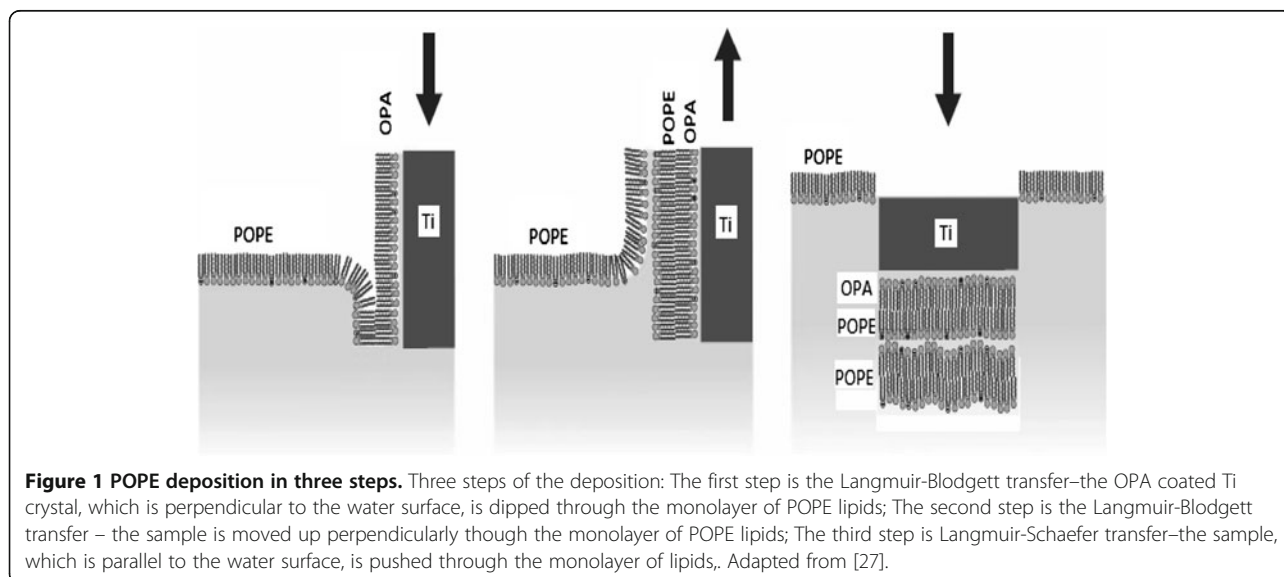 OPA
POPE
Ti
POPE
OPA
POPE
Ti
POPE
Ti
OPA
POPE
POPE
Figure 1 POPE deposition in three steps. Three steps of the deposition: The first step is the Langmuir-Blodgett transfer–the OPA coated Ti
crystal, which is perpendicular to the water surface, is dipped through the monolayer of POPE lipids; The second step is the Langmuir-Blodgett
transfer – the sample is moved up perpendicularly though the monolayer of POPE lipids; The third step is Langmuir-Schaefer transfer–the sample,
which is parallel to the water surface, is pushed through the monolayer of lipids,. Adapted from [27].